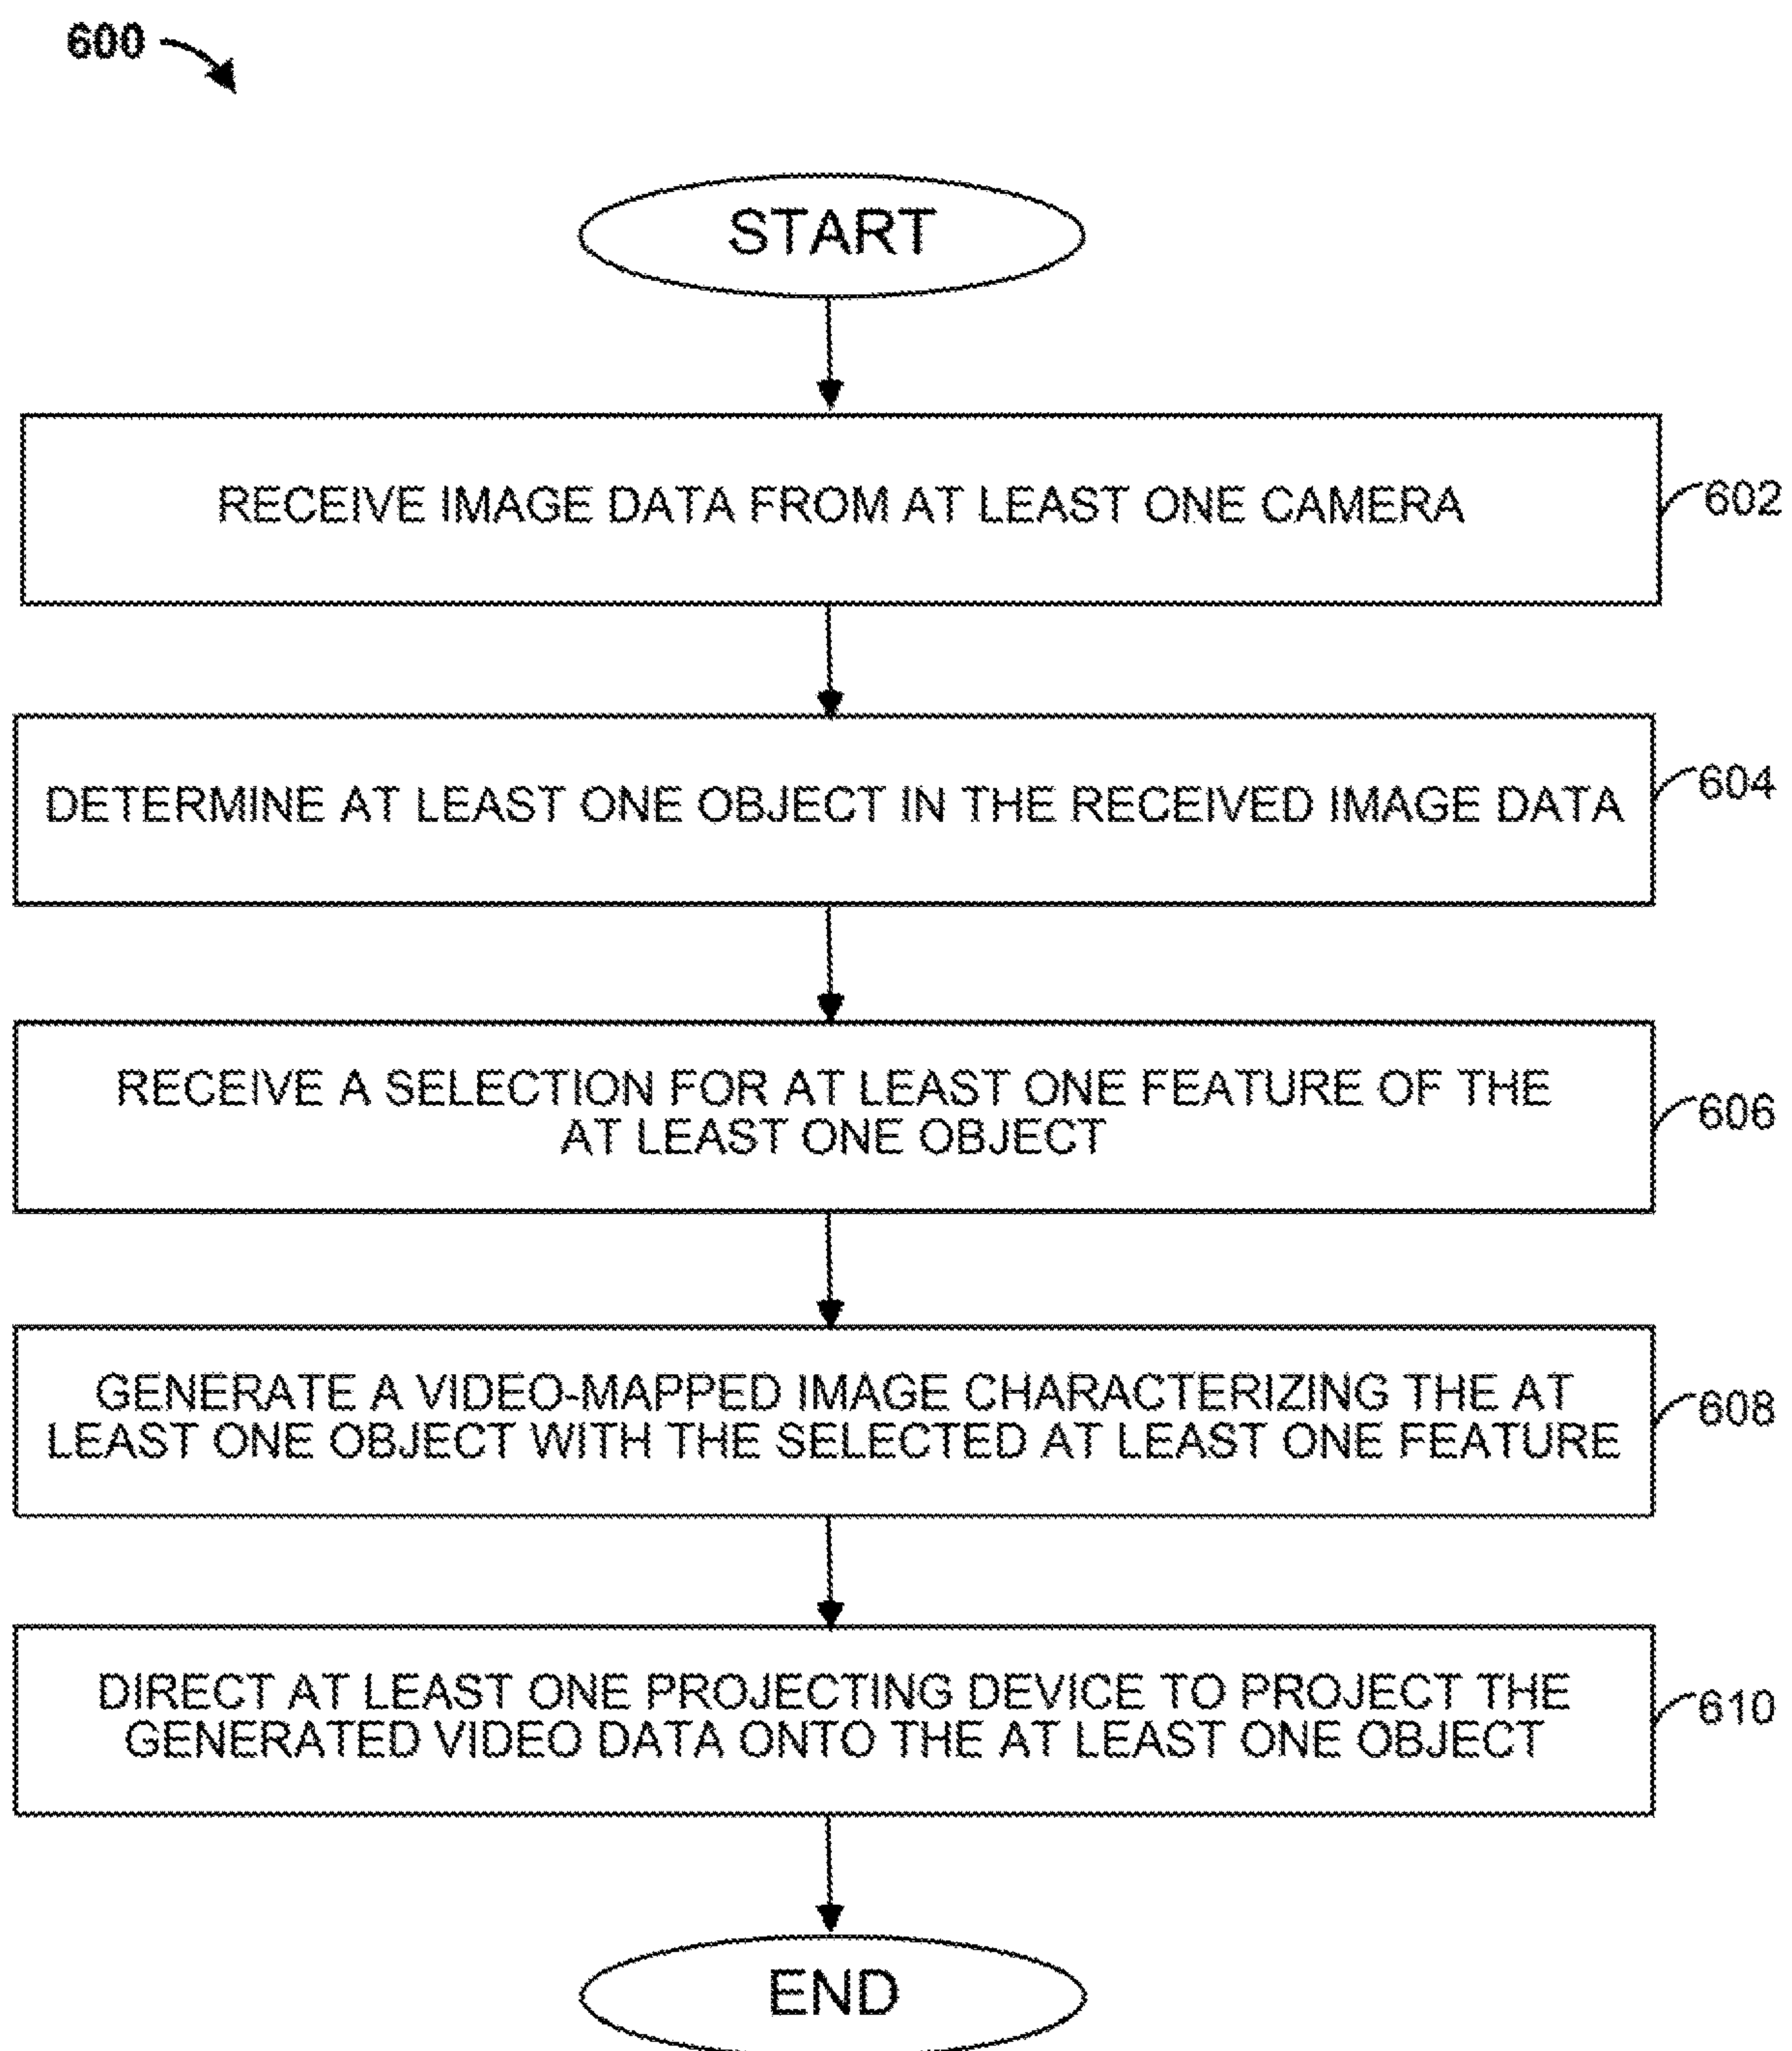 600
START
RECEIVE IMAGE DATA FROM AT LEAST ONE CAMERA
602
DETERMINE AT LEAST ONE OBJECT IN THE RECEIVED IMAGE DATA
604
RECEIVE A SELECTION FOR AT LEAST ONE FEATURE OF THE
AT LEAST ONE OBJECT
606
GENERATE A VIDEO-MAPPED IMAGE CHARACTERIZING THE AT
LEAST ONE OBJECT WITH THE SELECTED AT LEAST ONE FEATURE
608
DIRECT AT LEAST ONE PROJECTING DEVICE TO PROJECT THE
GENERATED VIDEO DATA ONTO THE AT LEAST ONE OBJECT
610
END